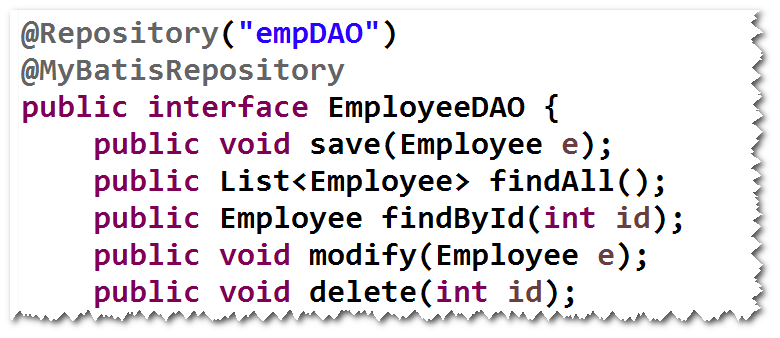 @Repository("empDAO")
@MyBatisRepository
public interface EmployeeDAO {
    public void save(Employee e);
    public List<Employee> findAll();
    public Employee findById(int id);
    public void modify(Employee e);
    public void delete(int id);